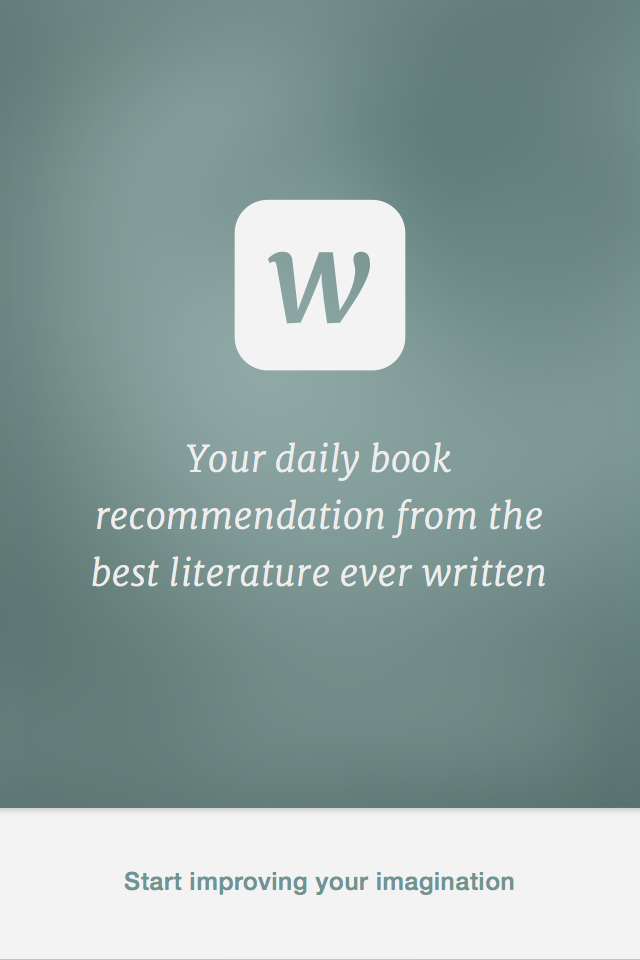 w
Your daily book
recommendation from the
best literature ever written
Start improving your imagination